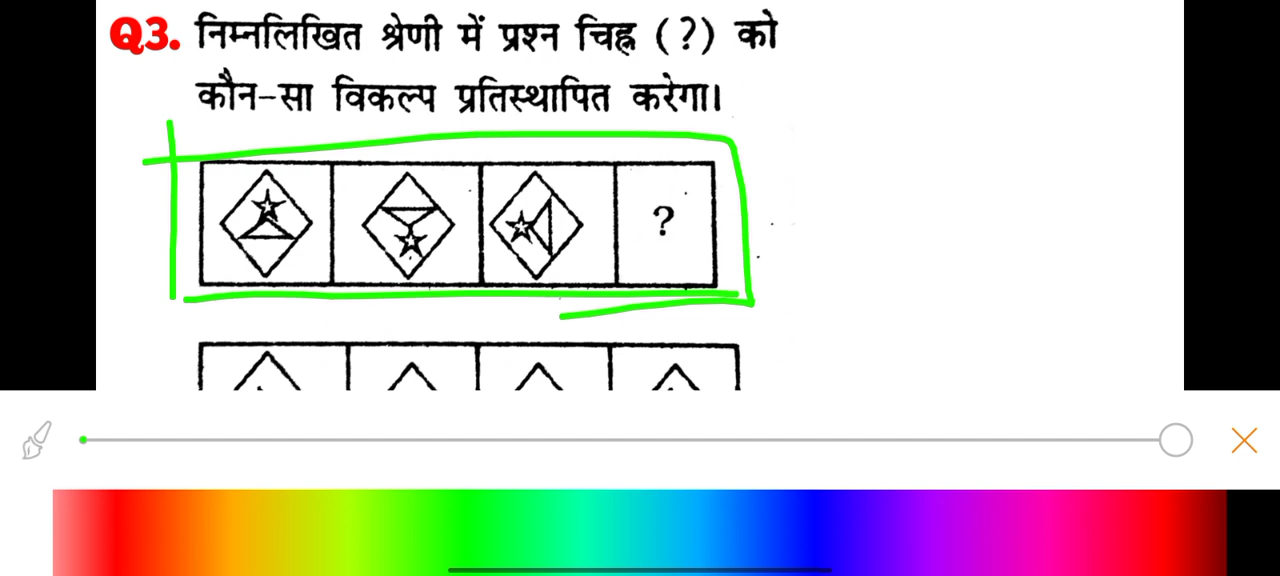 Q3. निम्नलिखित श्रेणी में प्रश्न चिह्न (?) को
कौन-सा विकल्प प्रतिस्थापित करेगा।
?